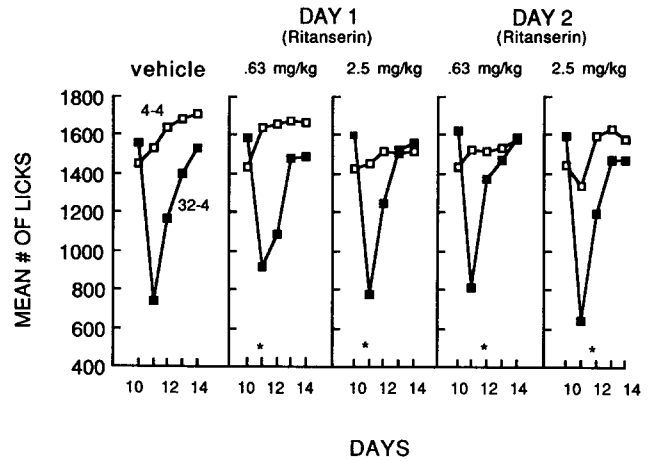 DAY 1
(Ritanserin)
DAY 2
(Ritanserin)
vehicle
.63 mg/kg
2.5 mg/kg
.63 mg/kg
2.5 mg/kg
MEAN # OF LICKS
1800
1600
1400
1200
1000
800
600
400
4-4
32-4
*
*
*
*
10 12 14
10 12 14
10 12 14
10 12 14
10 12 14
DAYS